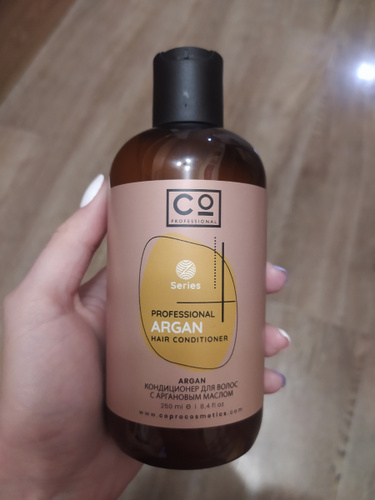 CO
PROFESSIONAL
Series
PROFESSIONAL
ARGAN
HAIR CONDITIONER
ARGAN
КОНДИЦИОНЕР ДЛЯ ВОЛОС
С АРГАНОВЫМ МАСЛОМ
250 ml ℮ | 8.4 fl oz
www.coprocosmetics.com